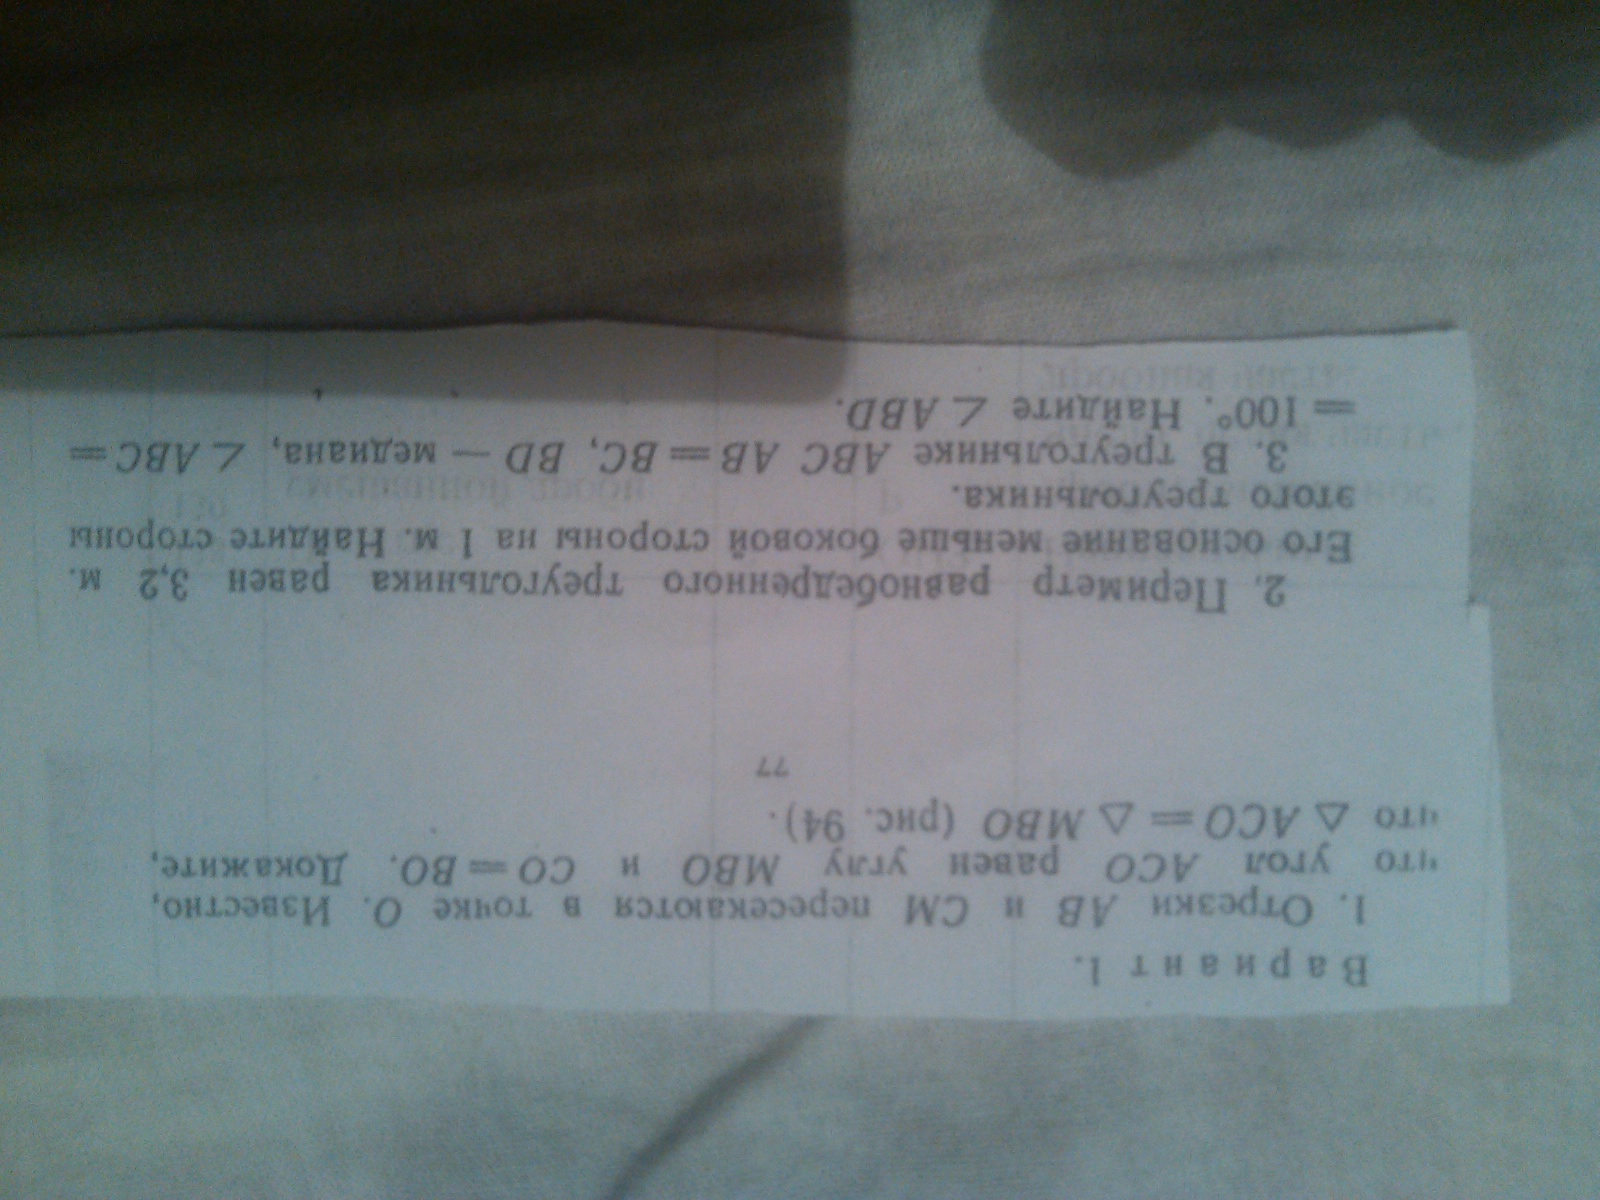 Вариант 1.
1. Отрезки AB и CM пересекаются в точке O. Известно,
что угол ACO равен углу MBO и CO = BO. Докажите,
что △ ACO = △ MBO (рис. 94).
77
2. Периметр равнобедренного треугольника равен 3,2 м.
Его основание меньше боковой стороны на 1 м. Найдите стороны
этого треугольника.
3. В треугольнике ABC AB = BC, BD — медиана, ∠ ABC =
= 100°. Найдите ∠ ABD.